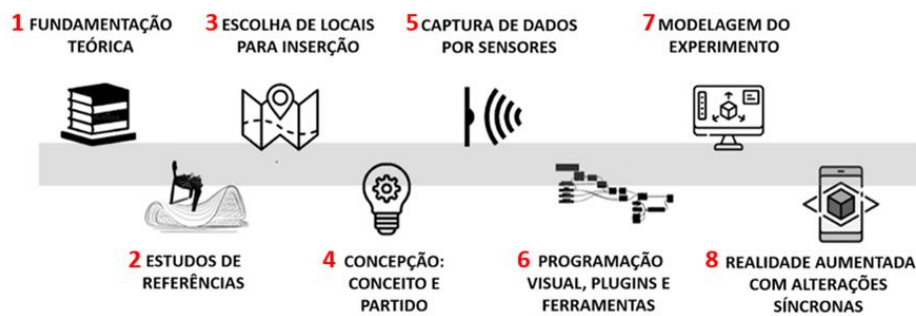 1 FUNDAMENTAÇÃO
TEÓRICA
2 ESTUDOS DE
REFERÊNCIAS
3 ESCOLHA DE LOCAIS
PARA INSERÇÃO
4 CONCEPÇÃO:
CONCEITO E
PARTIDO
5 CAPTURA DE DADOS
POR SENSORES
6 PROGRAMAÇÃO
VISUAL, PLUGINS E
FERRAMENTAS
7 MODELAGEM DO
EXPERIMENTO
8 REALIDADE AUMENTADA
COM ALTERAÇÕES
SÍNCRONAS